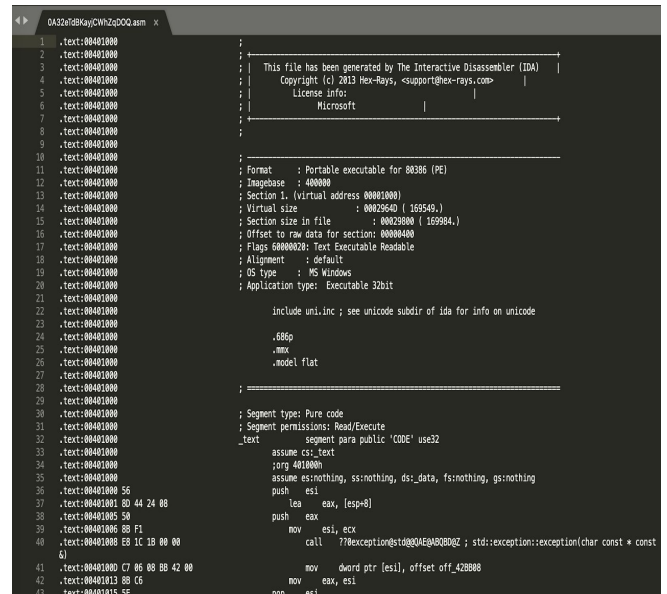 0A32eTdBKayjCWhZqDOQ.asm ×
1 .text:00401000 ;
2 .text:00401000 ; +-------------------------------------------------------------------------+
3 .text:00401000 ; | This file has been generated by The Interactive Disassembler (IDA) |
4 .text:00401000 ; | Copyright (c) 2013 Hex-Rays, <support@hex-rays.com> |
5 .text:00401000 ; | License info: |
6 .text:00401000 ; | Microsoft |
7 .text:00401000 ; +-------------------------------------------------------------------------+
8 .text:00401000 ;
9 .text:00401000
10 .text:00401000 ; ---------------------------------------------------------------------------
11 .text:00401000 ; Format : Portable executable for 80386 (PE)
12 .text:00401000 ; Imagebase : 400000
13 .text:00401000 ; Section 1. (virtual address 00001000)
14 .text:00401000 ; Virtual size : 0002964D ( 169549.)
15 .text:00401000 ; Section size in file : 00029800 ( 169984.)
16 .text:00401000 ; Offset to raw data for section: 00000400
17 .text:00401000 ; Flags 60000020: Text Executable Readable
18 .text:00401000 ; Alignment : default
19 .text:00401000 ; OS type : MS Windows
20 .text:00401000 ; Application type: Executable 32bit
21 .text:00401000
22 .text:00401000 include uni.inc ; see unicode subdir of ida for info on unicode
23 .text:00401000
24 .text:00401000 .686p
25 .text:00401000 .mmx
26 .text:00401000 .model flat
27 .text:00401000
28 .text:00401000 ; ===========================================================================
29 .text:00401000
30 .text:00401000 ; Segment type: Pure code
31 .text:00401000 ; Segment permissions: Read/Execute
32 .text:00401000 _text segment para public 'CODE' use32
33 .text:00401000 assume cs:_text
34 .text:00401000 ;org 401000h
35 .text:00401000 assume es:nothing, ss:nothing, ds:_data, fs:nothing, gs:nothing
36 .text:00401000 56 push esi
37 .text:00401001 8D 44 24 08 lea eax, [esp+8]
38 .text:00401005 50 push eax
39 .text:00401006 8B F1 mov esi, ecx
40 .text:00401008 E8 1C 1B 00 00 call ??0exception@std@@QAE@ABQBD@Z ; std::exception::exception(char const * const
&)
41 .text:0040100D C7 06 08 BB 42 00 mov dword ptr [esi], offset off_42BB08
42 .text:00401013 8B C6 mov eax, esi
43 .text:00401015 5E pop esi